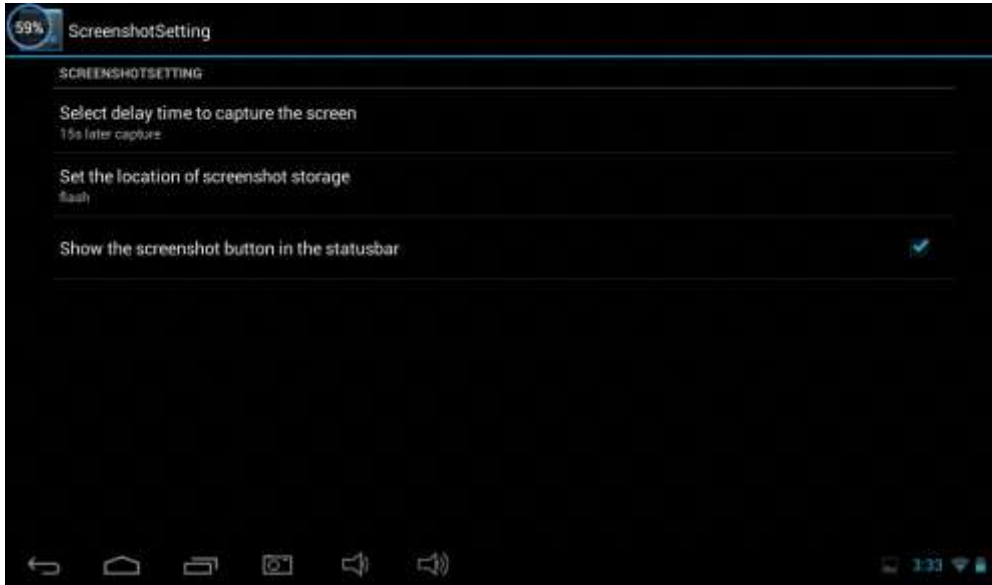 59%
ScreenshotSetting
SCREENSHOTSETTING
Select delay time to capture the screen
15s later capture
Set the location of screenshot storage
flash
Show the screenshot button in the statusbar
3:33